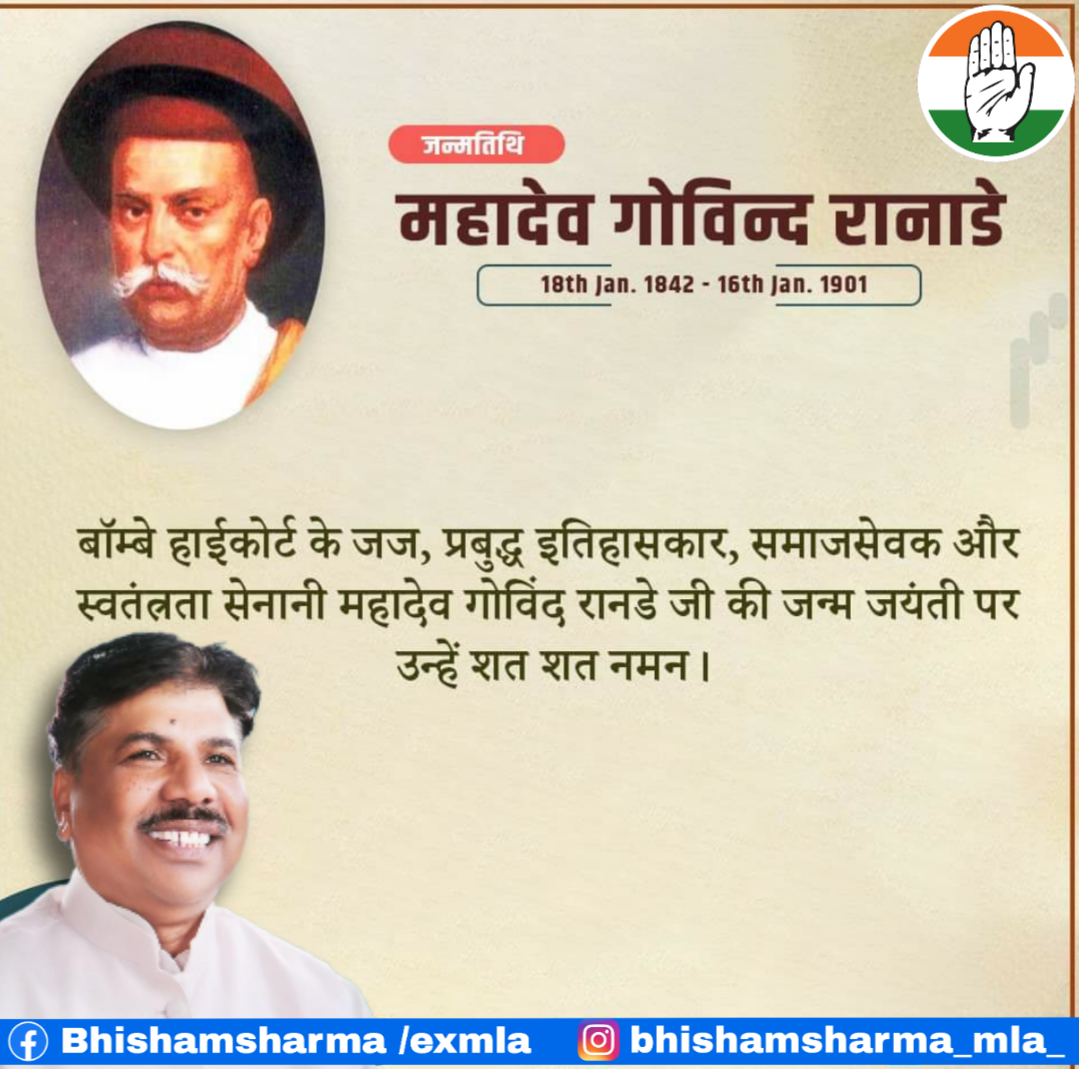 जन्मतिथि
महादेव गोविन्द रानाडे
18th Jan. 1842 - 16th Jan. 1901
बॉम्बे हाईकोर्ट के जज, प्रबुद्ध इतिहासकार, समाजसेवक और
स्वतंत्रता सेनानी महादेव गोविंद रानडे जी की जन्म जयंती पर
उन्हें शत शत नमन।
Bhishamsharma /exmla bhishamsharma_mla_